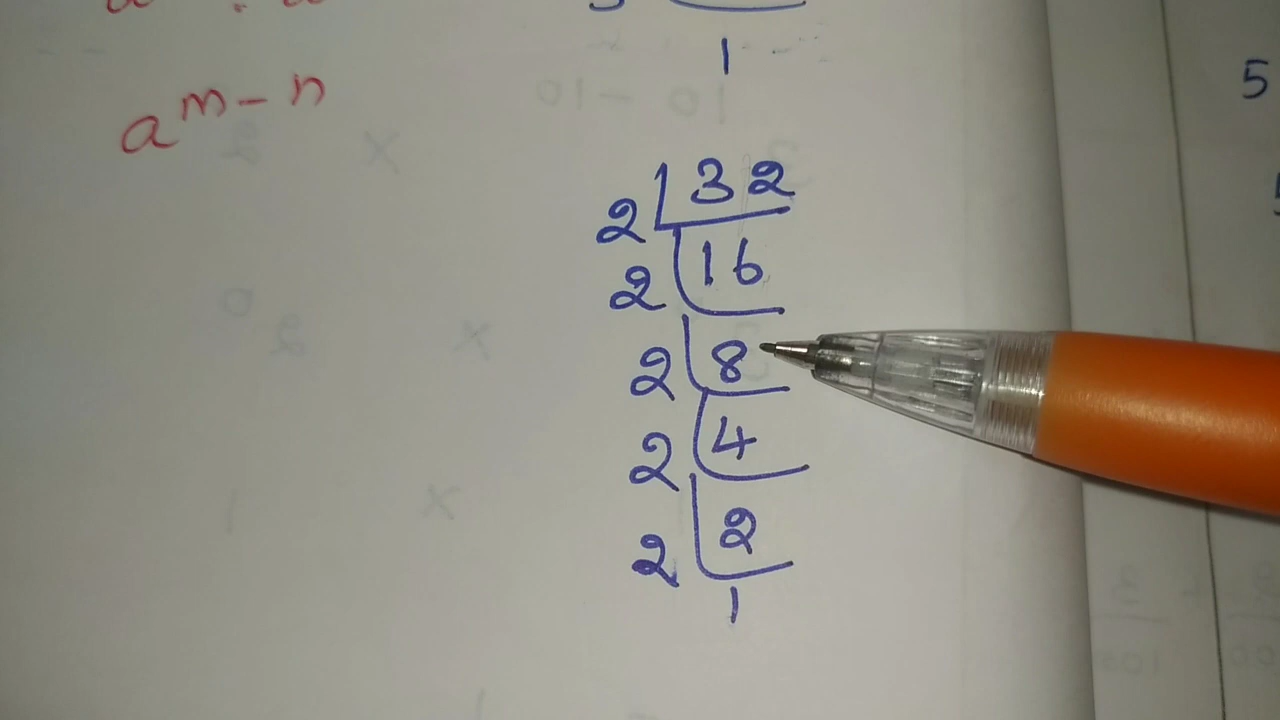 1
5
a^{m-n}
2 | 32
2 | 16
2 | 8
2 | 4
2 | 2
1